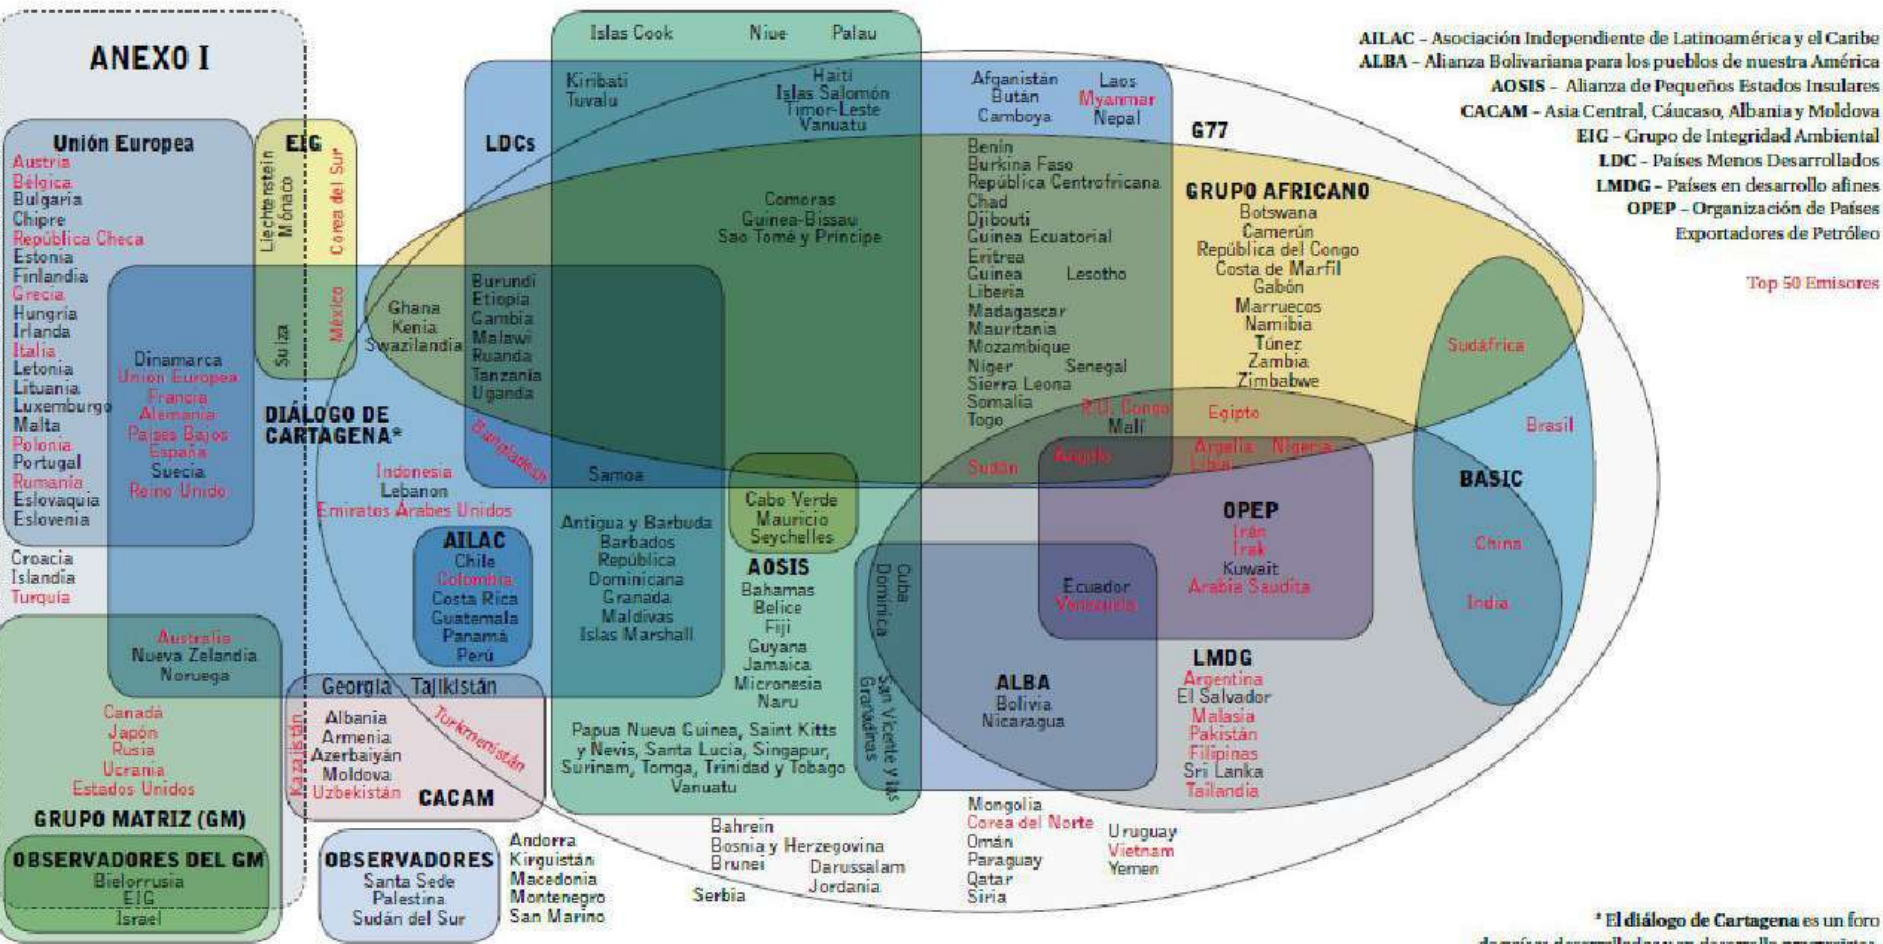 ANEXO I
Unión Europea
Austria
Bélgica
Bulgaria
Chipre
República Checa
Estonia
Finlandia
Grecia
Hungría
Irlanda
Italia
Letonia
Lituania
Luxemburgo
Malta
Polonia
Portugal
Rumanía
Eslovaquia
Eslovenia
Croacia
Islandia
Turquía
EIG
Liechtenstein
Mónaco
Corea del Sur
Suiza
México
Dinamarca
Unión Europea
Francia
Alemania
Países Bajos
España
Suecia
Reino Unido
DIÁLOGO DE
CARTAGENA*
Australia
Nueva Zelandia
Noruega
Canadá
Japón
Rusia
Ucrania
Estados Unidos
GRUPO MATRIZ (GM)
OBSERVADORES DEL GM
Bielorrusia
EIG
Israel
Indonesia
Lebanon
Emiratos Árabes Unidos
AILAC
Chile
Colombia
Costa Rica
Guatemala
Panamá
Perú
Georgia Tajikistán
Kazajistán
Albania
Armenia
Azerbaiyán
Moldova
Uzbekistán
Turkmenistán
CACAM
OBSERVADORES
Santa Sede
Palestina
Sudán del Sur
Andorra
Kirguistán
Macedonia
Montenegro
San Marino
Islas Cook Niue Palau
LDCs
Kiribati
Tuvalu
Haití
Islas Salomón
Timor-Leste
Vanuatu
Afganistán
Bután
Camboya
Laos
Myanmar
Nepal
G77
Comoras
Guinea-Bissau
Sao Tomé y Príncipe
Ghana
Kenia
Swazilandia
Burundi
Etiopía
Gambia
Malawi
Ruanda
Tanzania
Uganda
Bangladesh
Samoa
Benín
Burkina Faso
República Centrofricana
Chad
Djibouti
Guinea Ecuatorial
Eritrea
Guinea Lesotho
Liberia
Madagascar
Mauritania
Mozambique
Niger Senegal
Sierra Leona
Somalia
Togo
R.D. Congo
Malí
Sudán
Angola
GRUPO AFRICANO
Botswana
Camerún
República del Congo
Costa de Marfil
Gabón
Marruecos
Namibia
Túnez
Zambia
Zimbabwe
Egipto
Argelia Nigeria
Libia
Antigua y Barbuda
Barbados
República
Dominicana
Granada
Maldivas
Islas Marshall
Cabo Verde
Mauricio
Seychelles
AOSIS
Bahamas
Belice
Fiji
Guyana
Jamaica
Micronesia
Naru
Papua Nueva Guinea, Saint Kitts
y Nevis, Santa Lucia, Singapur,
Surinam, Tomga, Trinidad y Tobago
Vanuatu
Cuba
Dominica
San Vicente y las
Granadinas
ALBA
Bolivia
Nicaragua
Ecuador
Venezuela
OPEP
Irán
Irak
Kuwait
Arabia Saudita
LMDG
Argentina
El Salvador
Malasia
Pakistán
Filipinas
Sri Lanka
Tailandia
Sudáfrica
Brasil
BASIC
China
India
Bahrein
Bosnia y Herzegovina
Brunei Darussalam
Serbia Jordania
Mongolia
Corea del Norte
Omán
Paraguay
Qatar
Siria
Uruguay
Vietnam
Yemen
AILAC – Asociación Independiente de Latinoamérica y el Caribe
ALBA – Alianza Bolivariana para los pueblos de nuestra América
AOSIS – Alianza de Pequeños Estados Insulares
CACAM – Asia Central, Cáucaso, Albania y Moldova
EIG – Grupo de Integridad Ambiental
LDC – Países Menos Desarrollados
LMDG – Países en desarrollo afines
OPEP – Organización de Países
Exportadores de Petróleo
Top 50 Emisores
* El diálogo de Cartagena es un foro
de países desarrollados y en desarrollo progresistas